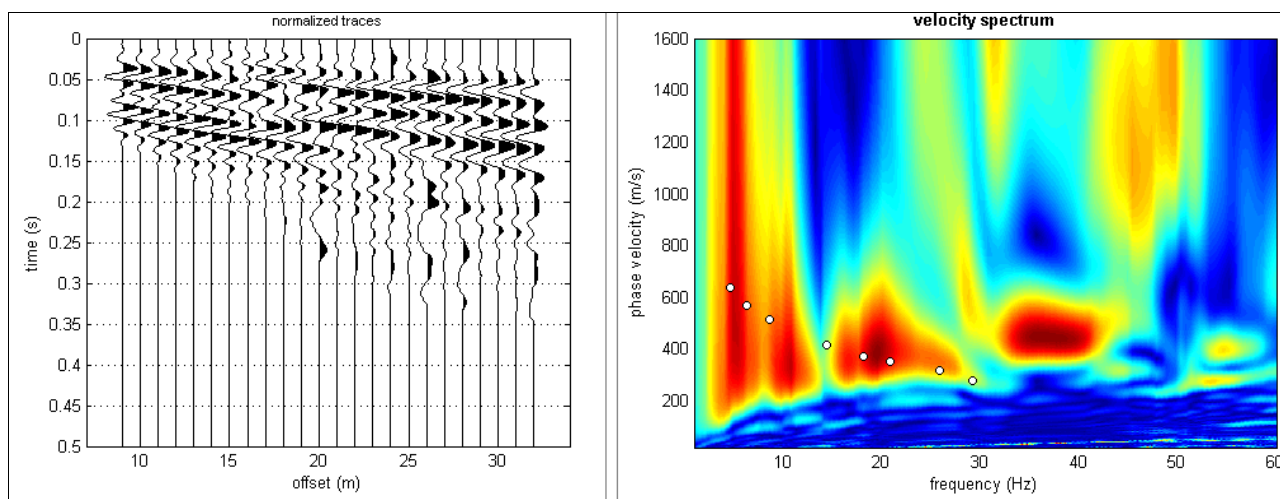 normalized traces
0
0.05
0.1
0.15
0.2
0.25
0.3
0.35
0.4
0.45
0.5
time (s)
10 15 20 25 30
offset (m)
velocity spectrum
1600
1400
1200
1000
800
600
400
200
phase velocity (m/s)
10 20 30 40 50 60
frequency (Hz)